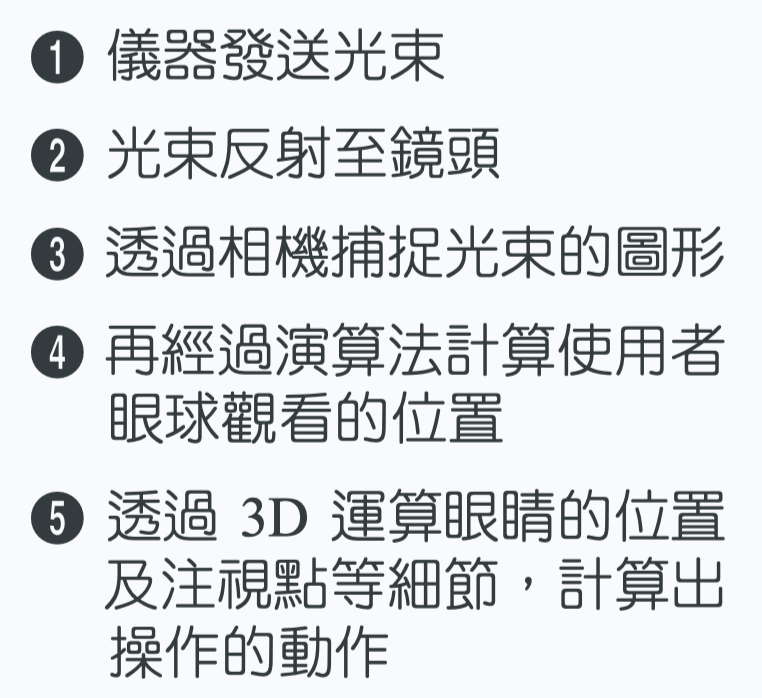 ❶ 儀器發送光束
❷ 光束反射至鏡頭
❸ 透過相機捕捉光束的圖形
❹ 再經過演算法計算使用者
眼球觀看的位置
❺ 透過 3D 運算眼睛的位置
及注視點等細節，計算出
操作的動作